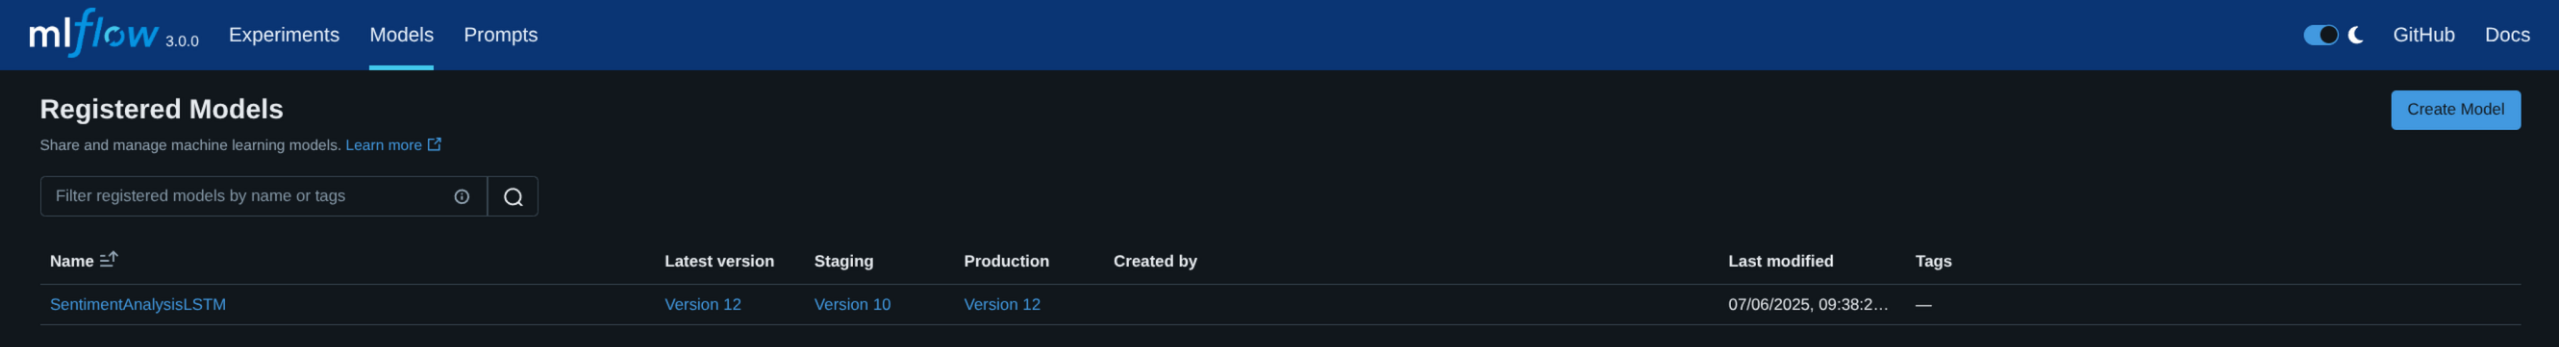 mlflow 3.0.0 Experiments Models Prompts GitHub Docs
Registered Models
Create Model
Share and manage machine learning models. Learn more
Filter registered models by name or tags
Name Latest version Staging Production Created by Last modified Tags
SentimentAnalysisLSTM Version 12 Version 10 Version 12 07/06/2025, 09:38:2… —